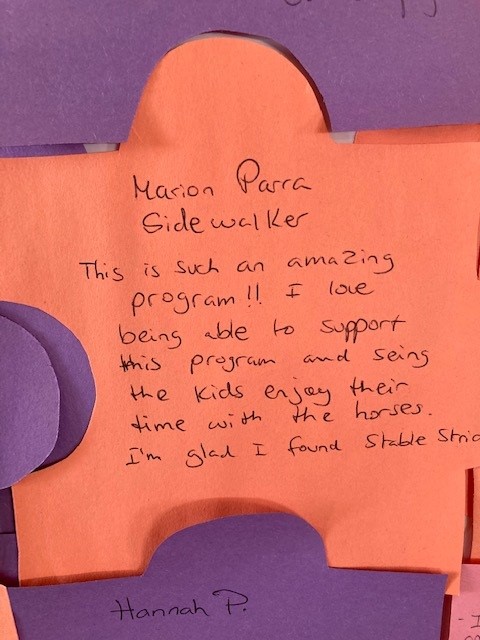 Marion Parra
Sidewalker
This is such an amazing
program!! I love
being able to support
this program and seing
the kids enjoy their
time with the horses.
I'm glad I found Stable Strid
Hannah P.